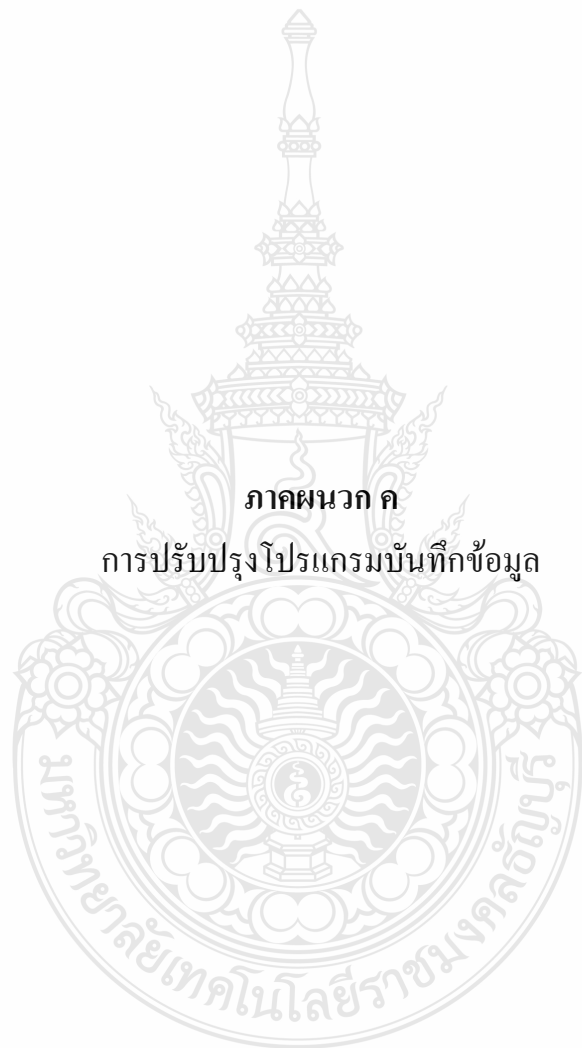 ภาคผนวก ค
การปรับปรุงโปรแกรมบันทึกข้อมูล
มหาวิทยาลัยเทคโนโลยีราชมงคลธัญบุรี